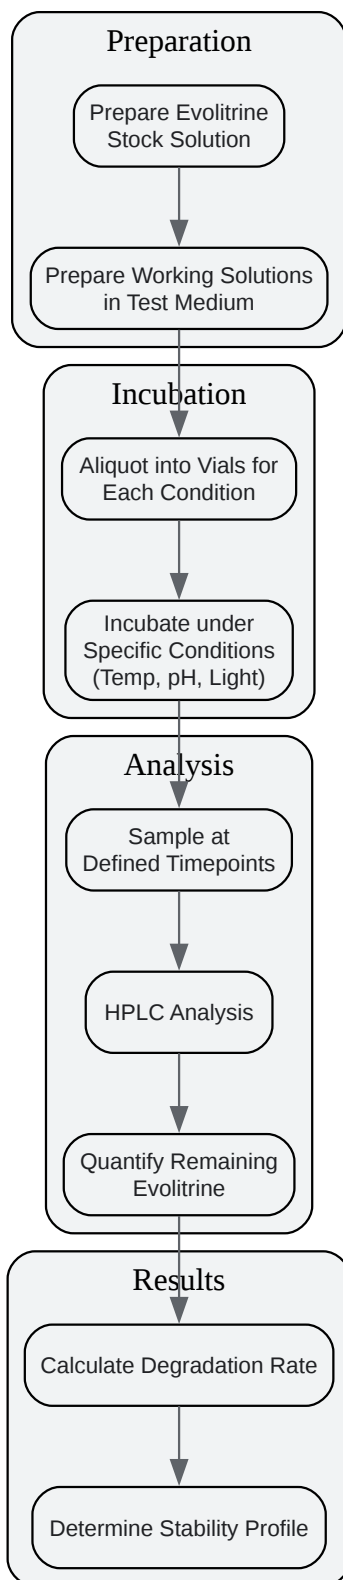 Preparation
Prepare Evolitrine
Stock Solution
Prepare Working Solutions
in Test Medium
Incubation
Aliquot into Vials for
Each Condition
Incubate under
Specific Conditions
(Temp, pH, Light)
Analysis
Sample at
Defined Timepoints
HPLC Analysis
Quantify Remaining
Evolitrine
Results
Calculate Degradation Rate
Determine Stability Profile